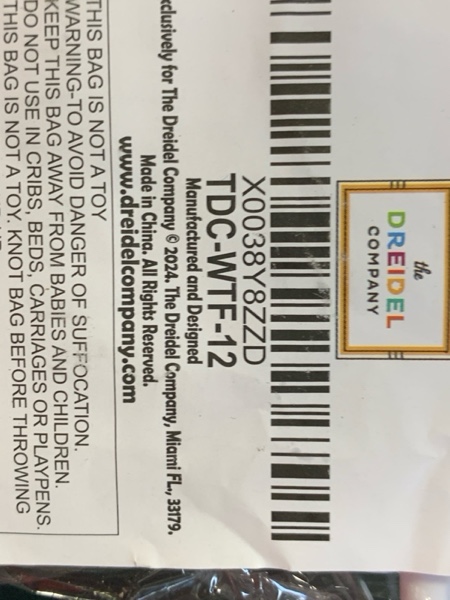 the
DREIDEL
COMPANY
X0038Y8ZZD
TDC-WTF-12
Manufactured and Designed
clusively for The Dreidel Company © 2024. The Dreidel Company, Miami FL., 33179.
Made in China. All Rights Reserved.
www.dreidelcompany.com
THIS BAG IS NOT A TOY
WARNING-TO AVOID DANGER OF SUFFOCATION.
KEEP THIS BAG AWAY FROM BABIES AND CHILDREN.
DO NOT USE IN CRIBS, BEDS, CARRIAGES OR PLAYPENS.
THIS BAG IS NOT A TOY. KNOT BAG BEFORE THROWING